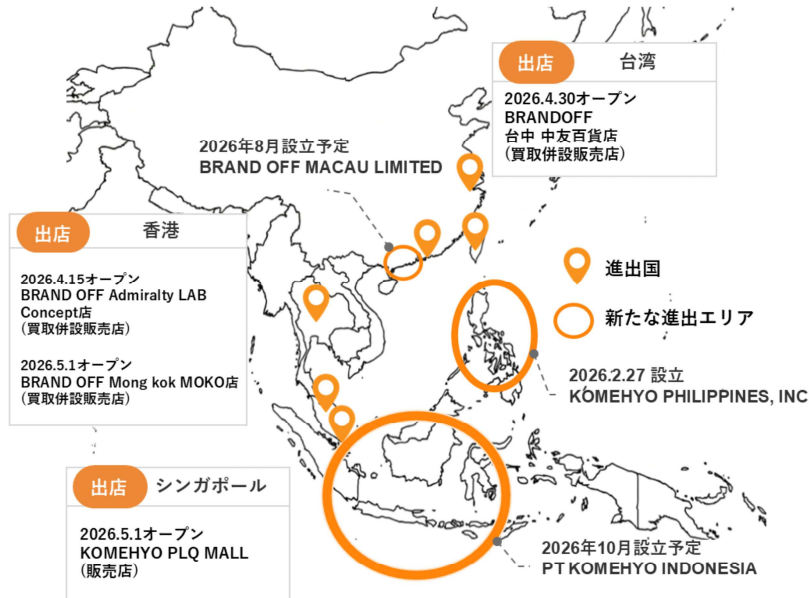 出店
台湾
2026.4.30オープン
BRANDOFF
台中 中友百貨店
(買取併設販売店)
2026年8月設立予定
BRAND OFF MACAU LIMITED
出店
香港
2026.4.15オープン
BRAND OFF Admiralty LAB
Concept店
(買取併設販売店)
2026.5.1オープン
BRAND OFF Mong kok MOKO店
(買取併設販売店)
進出国
新たな進出エリア
2026.2.27 設立
KOMEHYO PHILIPPINES, INC
出店
シンガポール
2026.5.1オープン
KOMEHYO PLQ MALL
(販売店)
2026年10月設立予定
PT KOMEHYO INDONESIA